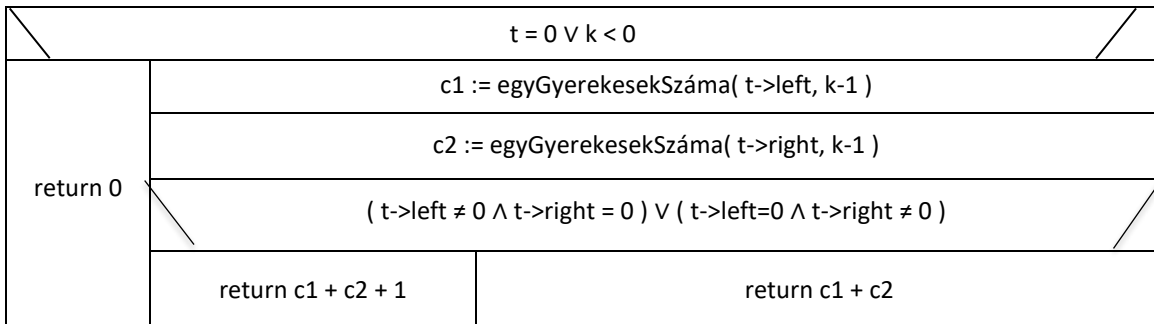 t = 0 ∨ k < 0
c1 := egyGyerekesekSzáma( t->left, k-1 )
c2 := egyGyerekesekSzáma( t->right, k-1 )
return 0
( t->left ≠ 0 ∧ t->right = 0 ) ∨ ( t->left=0 ∧ t->right ≠ 0 )
return c1 + c2 + 1
return c1 + c2